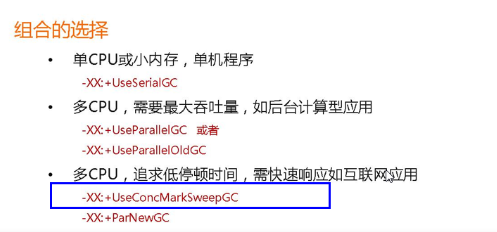 组合的选择
• 单CPU或小内存，单机程序
-XX:+UseSerialGC
• 多CPU，需要最大吞吐量，如后台计算型应用
-XX:+UseParallelGC 或者
-XX:+UseParallelOldGC
• 多CPU，追求低停顿时间，需快速响应如互联网应用
-XX:+UseConcMarkSweepGC
-XX:+ParNewGC